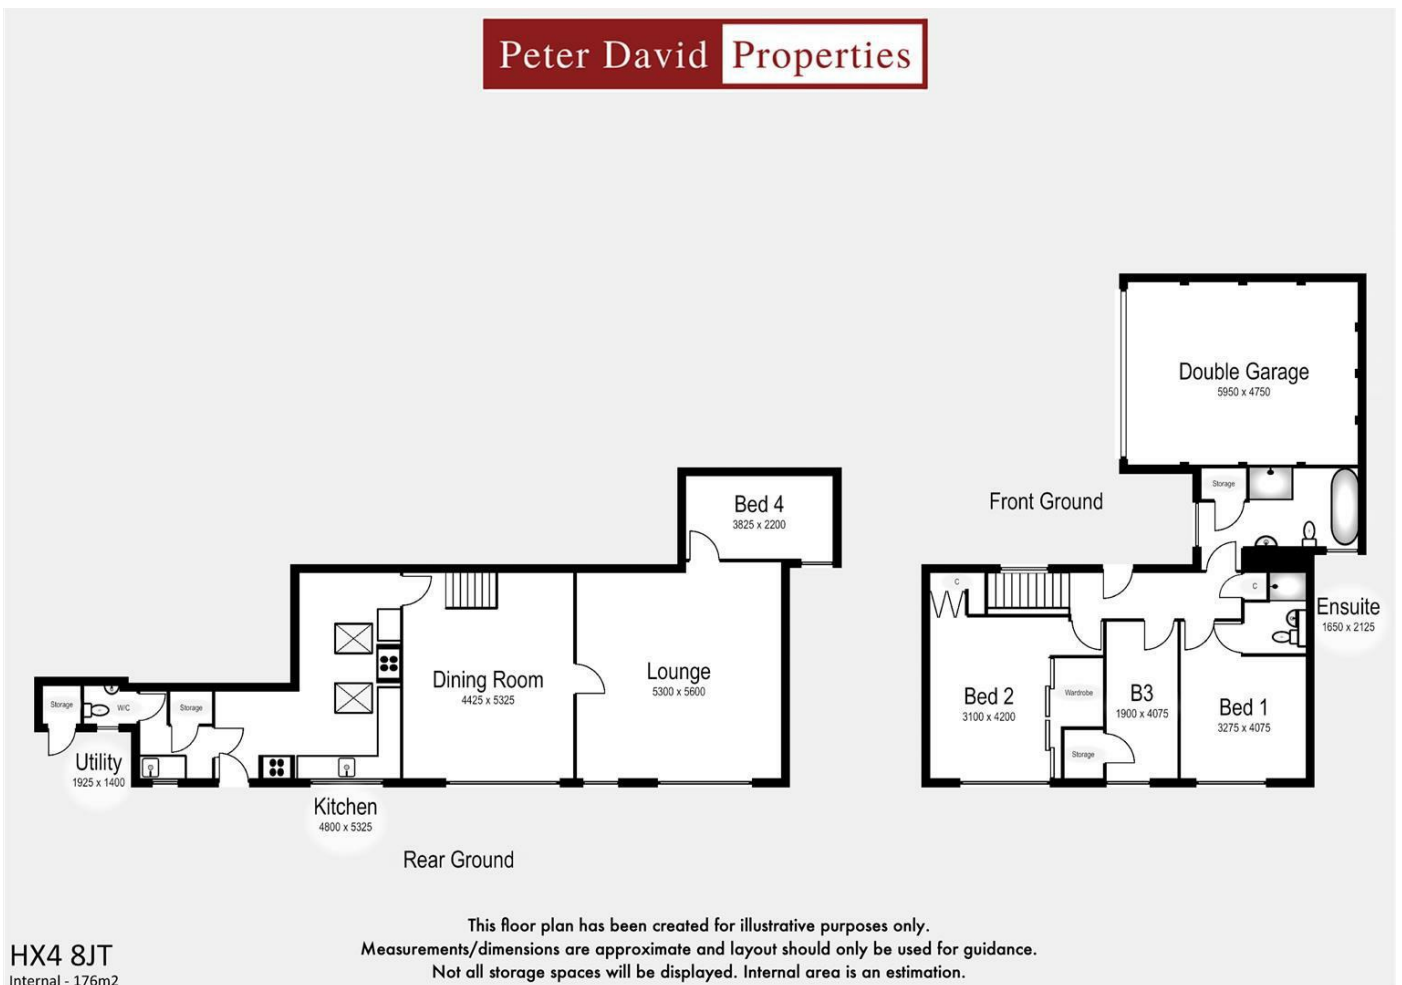 Peter David Properties
Double Garage
5950 x 4750
Storage
Front Ground
Bed 4
3825 x 2200
C
C
Ensuite
1650 x 2125
Dining Room
4425 x 5325
Lounge
5300 x 5600
Bed 2
3100 x 4200
Wardrobe
B3
1900 x 4075
Bed 1
3275 x 4075
Storage
Storage
W/C
Storage
Utility
1925 x 1400
Kitchen
4800 x 5325
Rear Ground
This floor plan has been created for illustrative purposes only.
Measurements/dimensions are approximate and layout should only be used for guidance.
Not all storage spaces will be displayed. Internal area is an estimation.
HX4 8JT
Internal - 176m2